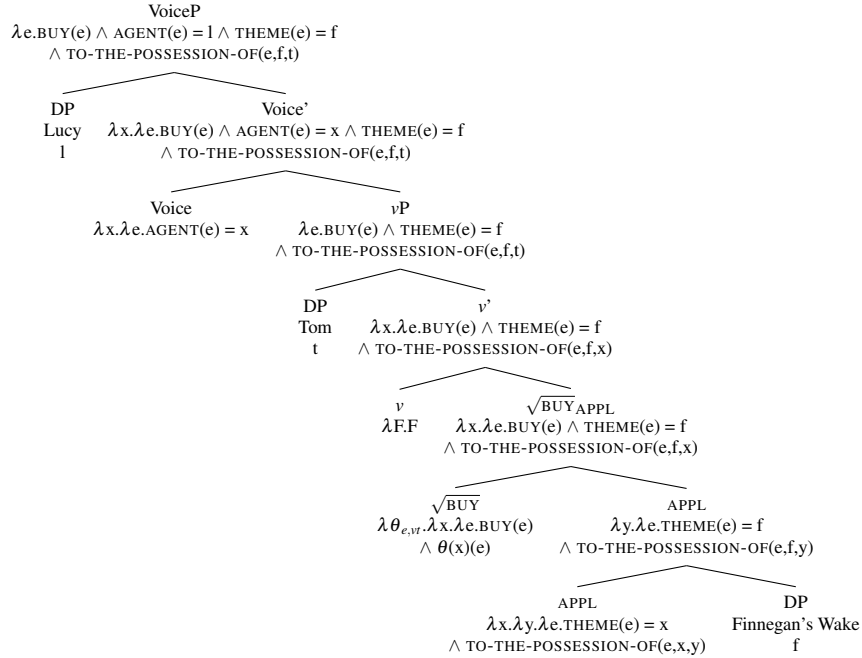 VoiceP
λe.BUY(e) ∧ AGENT(e) = l ∧ THEME(e) = f
∧ TO-THE-POSSESSION-OF(e,f,t)
DP
Lucy
l
Voice’
λx.λe.BUY(e) ∧ AGENT(e) = x ∧ THEME(e) = f
∧ TO-THE-POSSESSION-OF(e,f,t)
Voice
λx.λe.AGENT(e) = x
vP
λe.BUY(e) ∧ THEME(e) = f
∧ TO-THE-POSSESSION-OF(e,f,t)
DP
Tom
t
v’
λx.λe.BUY(e) ∧ THEME(e) = f
∧ TO-THE-POSSESSION-OF(e,f,x)
v
λF.F
√BUY APPL
λx.λe.BUY(e) ∧ THEME(e) = f
∧ TO-THE-POSSESSION-OF(e,f,x)
√BUY
λθe,vt.λx.λe.BUY(e)
∧ θ(x)(e)
APPL
λy.λe.THEME(e) = f
∧ TO-THE-POSSESSION-OF(e,f,y)
APPL
λx.λy.λe.THEME(e) = x
∧ TO-THE-POSSESSION-OF(e,x,y)
DP
Finnegan’s Wake
f